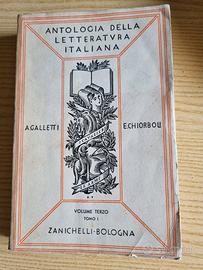 ANTOLOGIA DELLA
LETTERATVRA
ITALIANA
A.GALLETTI E.CHIORBOLI
VOLUME TERZO
TOMO I
ZANICHELLI-BOLOGNA